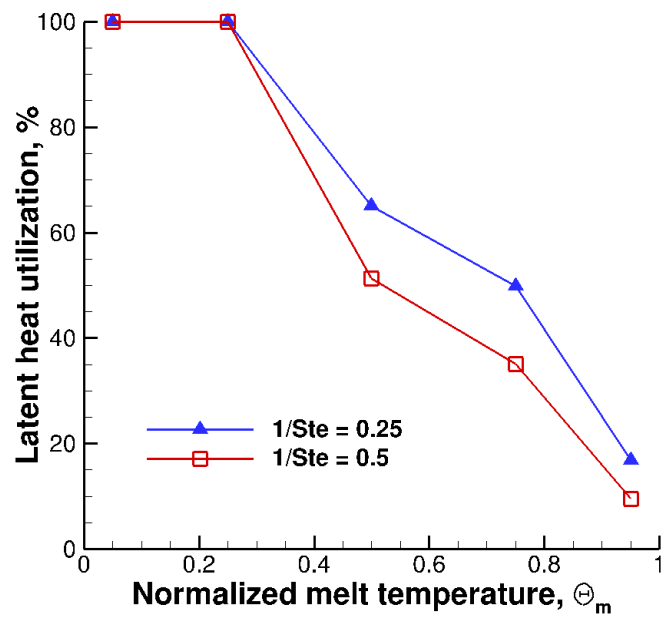 Latent heat utilization, %
100
80
60
40
20
0
1/Ste = 0.25
1/Ste = 0.5
0 0.2 0.4 0.6 0.8 1
Normalized melt temperature, Θm